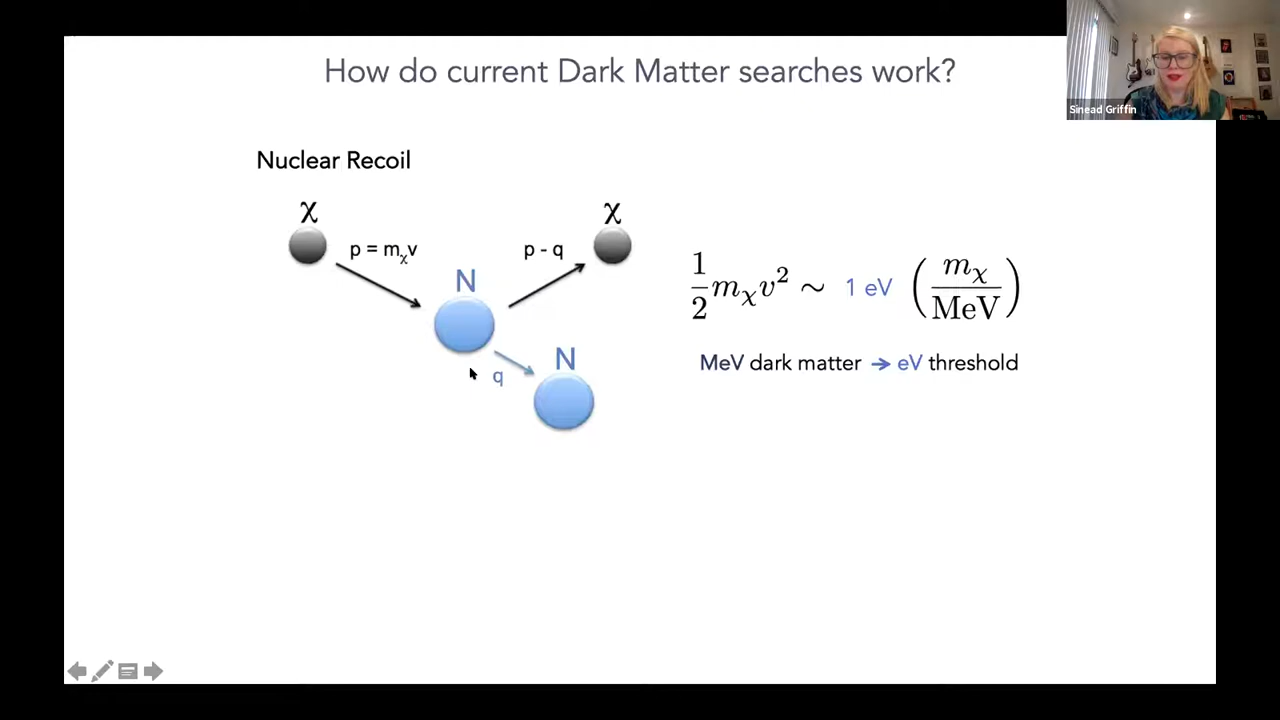 How do current Dark Matter searches work?
Sinead Griffin
Nuclear Recoil
χ
χ
p = mχv
p - q
N
N
q
1/2 mχv² ~ 1 eV (mχ/MeV)
MeV dark matter → eV threshold